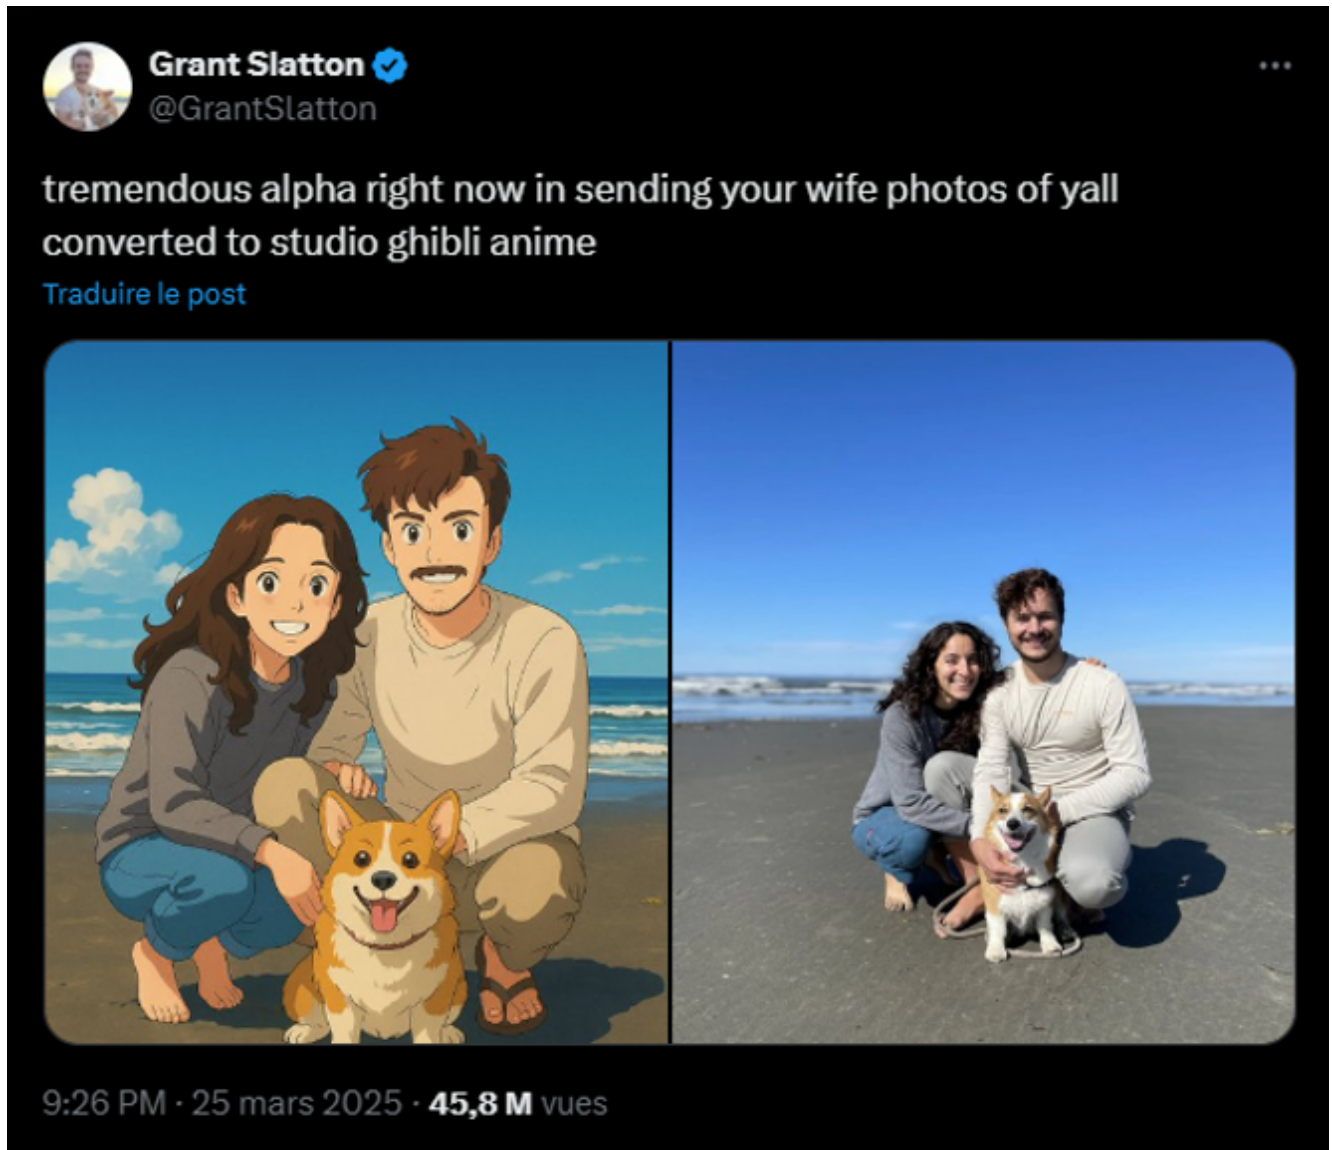 Grant Slatton
@GrantSlatton
tremendous alpha right now in sending your wife photos of yall
converted to studio ghibli anime
Traduire le post
9:26 PM · 25 mars 2025 · 45,8 M vues